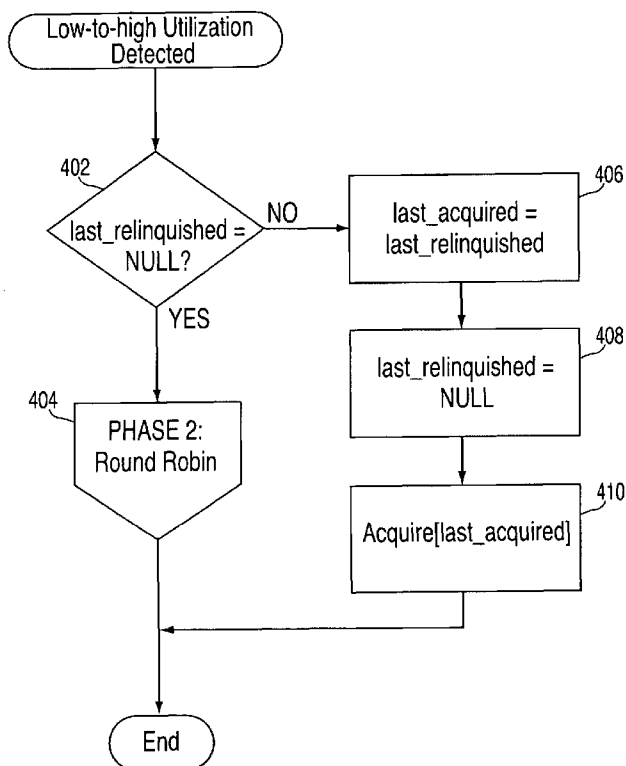 Low-to-high Utilization
Detected
402
last_relinquished =
NULL?
NO
YES
406
last_acquired =
last_relinquished
408
last_relinquished =
NULL
404
PHASE 2:
Round Robin
410
Acquire[last_acquired]
End